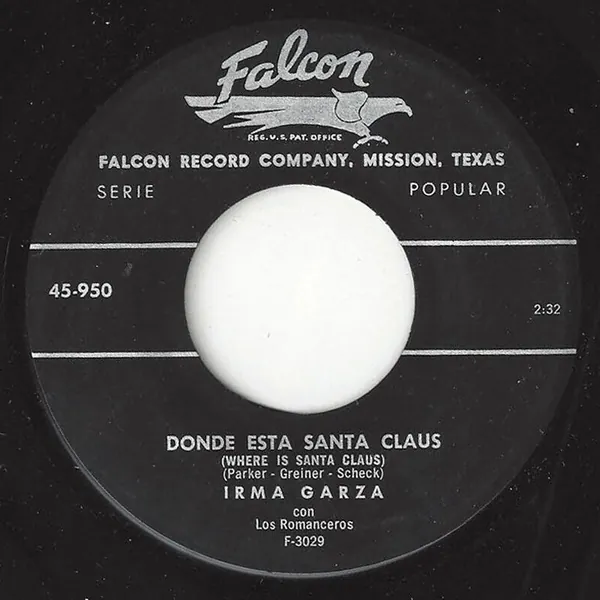 Falcon
REG. U.S. PAT. OFFICE
FALCON RECORD COMPANY, MISSION, TEXAS
SERIE POPULAR
45-950
2:32
DONDE ESTA SANTA CLAUS
(WHERE IS SANTA CLAUS)
(Parker - Greiner - Scheck)
IRMA GARZA
con
Los Romanceros
F-3029